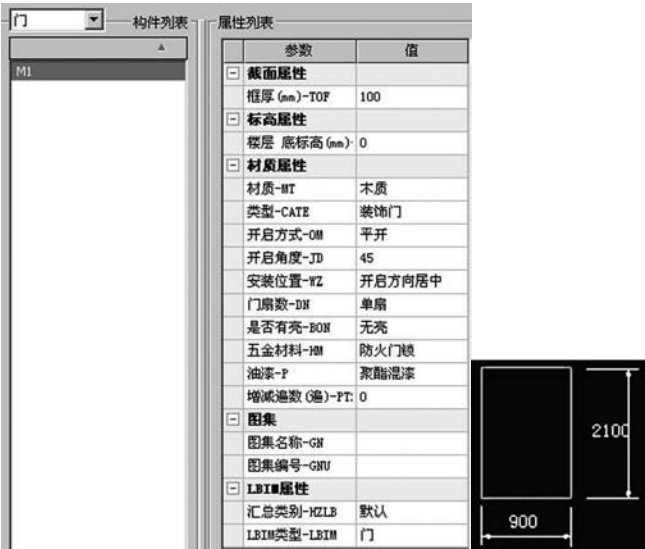 门 构件列表 属性列表
参数 值
M1
截面属性
框厚(mm)-TOF 100
标高属性
楼层 底标高(mm)- 0
材质属性
材质-MT 木质
类型-CATE 装饰门
开启方式-OM 平开
开启角度-JD 45
安装位置-WZ 开启方向居中
门扇数-DN 单扇
是否有亮-BON 无亮
五金材料-HM 防火门锁
油漆-P 聚酯混漆
增减遍数(遍)-PT: 0
图集
图集名称-GN
图集编号-GNU
LBIM属性
汇总类别-HZLB 默认
LBIM类型-LBIM 门
2100
900